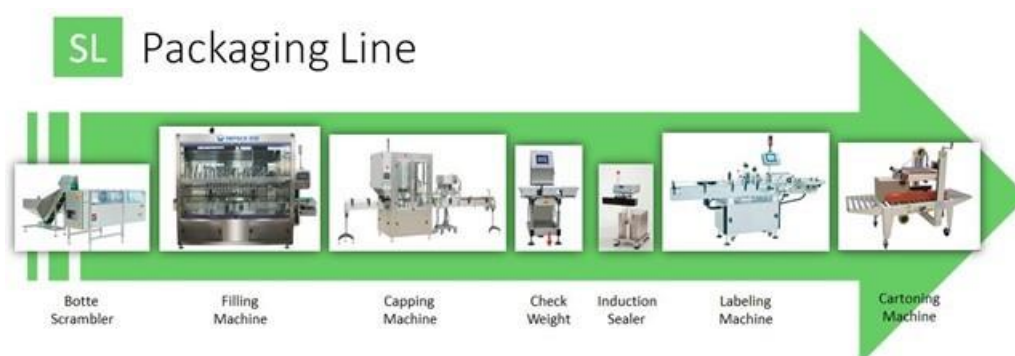 SL Packaging Line
Botte
Scrambler
Filling
Machine
Capping
Machine
Check
Weight
Induction
Sealer
Labeling
Machine
Cartoning
Machine